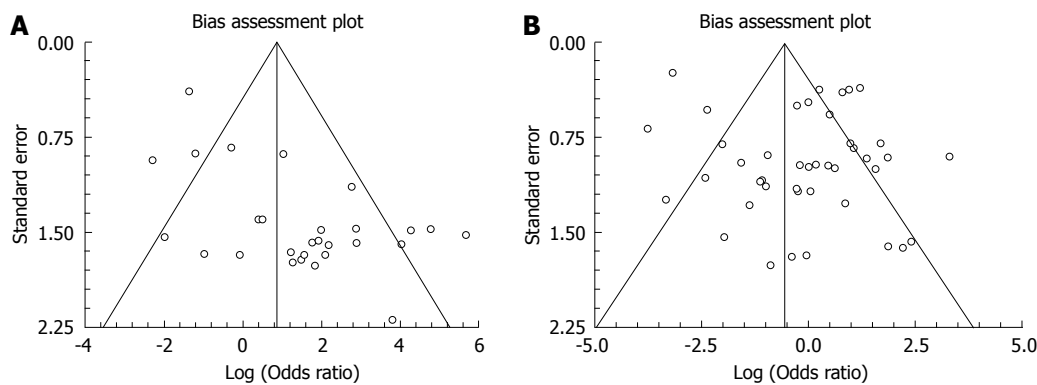 A
Bias assessment plot
0.00
0.75
1.50
2.25
Standard error
-4
-2
0
2
4
6
Log (Odds ratio)
B
Bias assessment plot
0.00
0.75
1.50
2.25
Standard error
-5.0
-2.5
0.0
2.5
5.0
Log (Odds ratio)